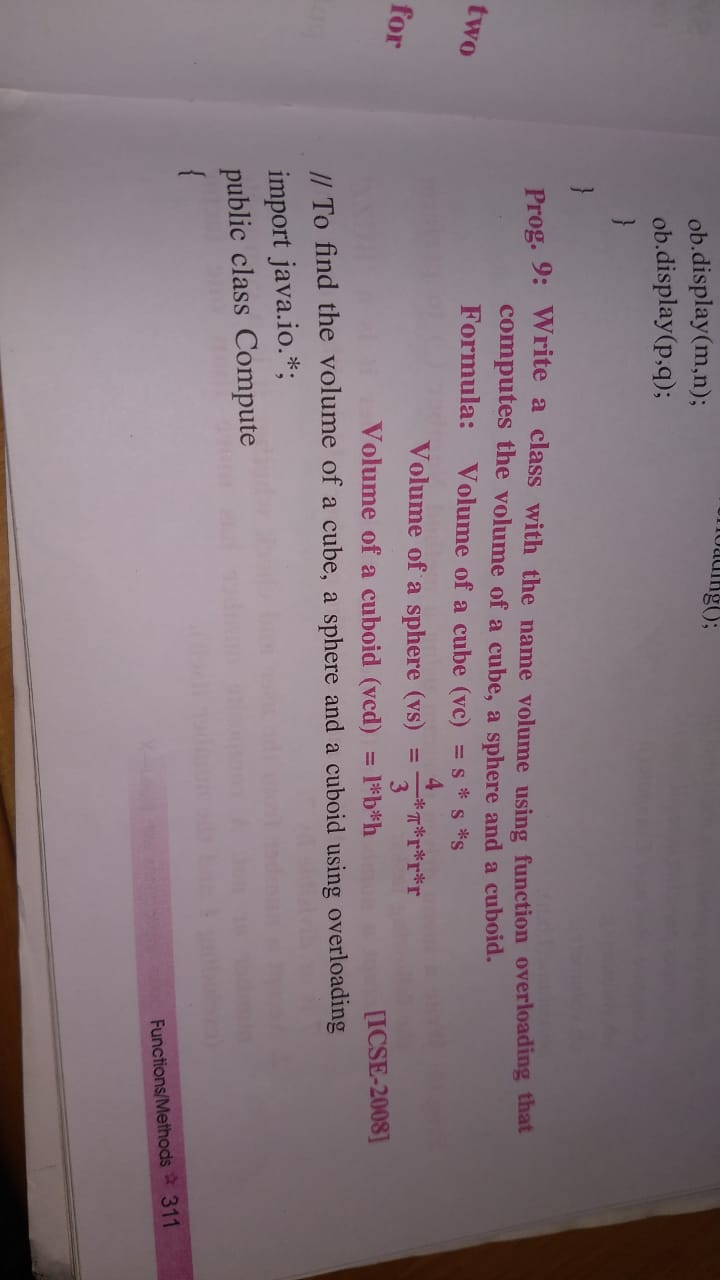 ob.display(m,n);
ob.display(p,q);
}
}
Prog. 9: Write a class with the name volume using function overloading that
computes the volume of a cube, a sphere and a cuboid.
Formula: Volume of a cube (vc) = s * s *s
Volume of a sphere (vs) = 4/3*π*r*r*r
Volume of a cuboid (vcd) = l*b*h [ICSE-2008]
// To find the volume of a cube, a sphere and a cuboid using overloading
import java.io.*;
public class Compute
{
Functions/Methods ☆ 311
two
for